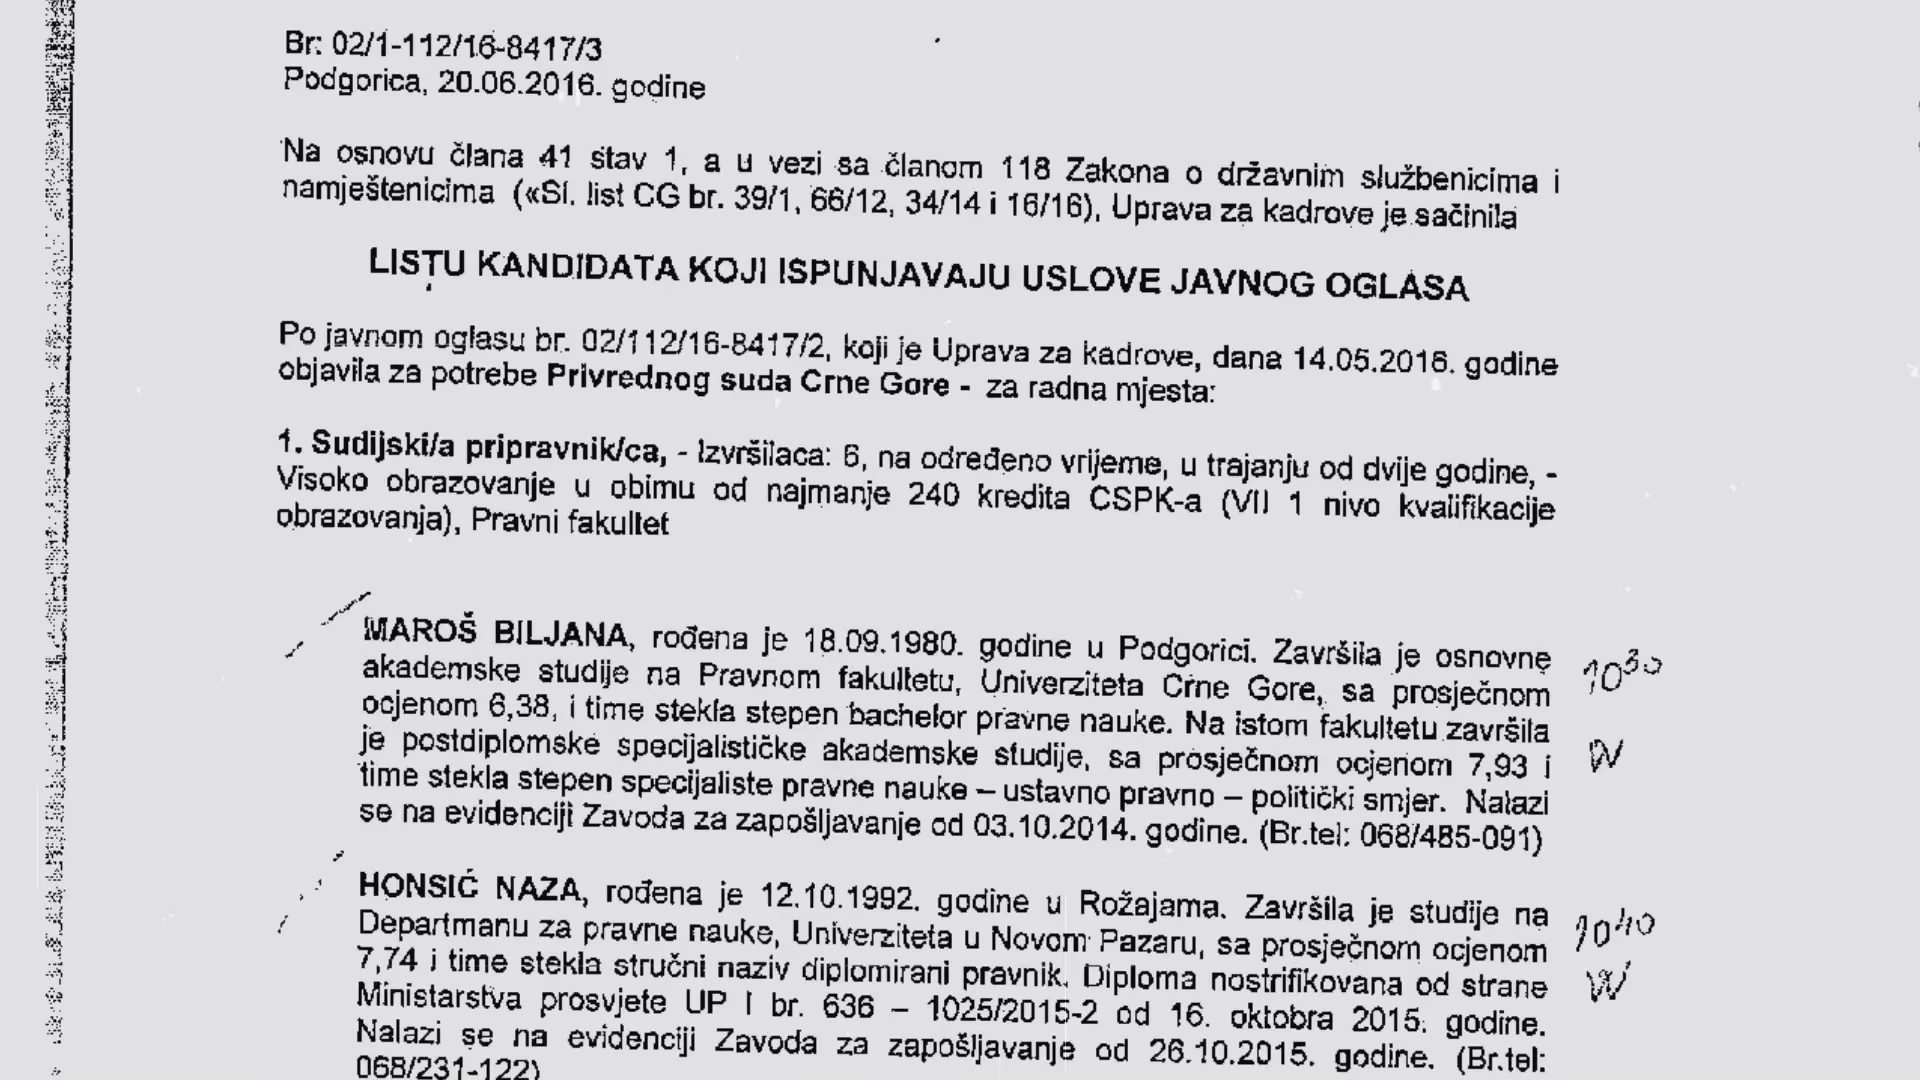 Br: 02/1-112/16-8417/3
Podgorica, 20.06.2016. godine
Na osnovu člana 41 stav 1, a u vezi sa članom 118 Zakona o državnim službenicima i
namještenicima («Sl. list CG br. 39/1, 66/12, 34/14 i 16/16), Uprava za kadrove je sačinila
LISTU KANDIDATA KOJI ISPUNJAVAJU USLOVE JAVNOG OGLASA
Po javnom oglasu br. 02/112/16-8417/2, koji je Uprava za kadrove, dana 14.05.2016. godine
objavila za potrebe Privrednog suda Crne Gore - za radna mjesta:
1. Sudijski/a pripravnik/ca, - Izvršilaca: 6, na određeno vrijeme, u trajanju od dvije godine, -
Visoko obrazovanje u obimu od najmanje 240 kredita CSPK-a (VII 1 nivo kvalifikacije
obrazovanja), Pravni fakultet
MAROŠ BILJANA, rođena je 18.09.1980. godine u Podgorici. Završila je osnovne
akademske studije na Pravnom fakultetu, Univerziteta Crne Gore, sa prosječnom
ocjenom 6,38, i time stekla stepen bachelor pravne nauke. Na istom fakultetu završila
je postdiplomske specijalističke akademske studije, sa prosječnom ocjenom 7,93 i
time stekla stepen specijaliste pravne nauke – ustavno pravno – politički smjer. Nalazi
se na evidenciji Zavoda za zapošljavanje od 03.10.2014. godine. (Br.tel: 068/485-091)
10³⁰
HONSIĆ NAZA, rođena je 12.10.1992. godine u Rožajama. Završila je studije na
Departmanu za pravne nauke, Univerziteta u Novom Pazaru, sa prosječnom ocjenom
7,74 i time stekla stručni naziv diplomirani pravnik. Diploma nostrifikovana od strane
Ministarstva prosvjete UP I br. 636 – 1025/2015-2 od 16. oktobra 2015. godine.
Nalazi se na evidenciji Zavoda za zapošljavanje od 26.10.2015. godine. (Br.tel:
068/231-122)
10⁴⁰